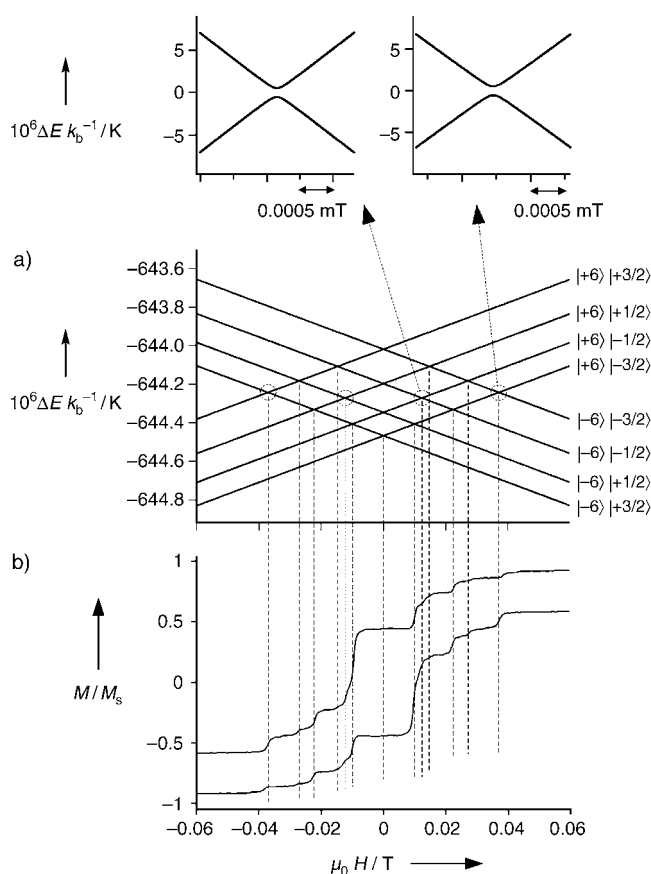 5 5
0 0
−5 −5
10⁶ΔE k_b⁻¹/K
0.0005 mT 0.0005 mT
a)
−643.6
−643.8
−644.0
−644.2
−644.4
−644.6
−644.8
10⁶ΔE k_b⁻¹/K
|+6⟩ |+3/2⟩
|+6⟩ |+1/2⟩
|+6⟩ |−1/2⟩
|+6⟩ |−3/2⟩
|−6⟩ |−3/2⟩
|−6⟩ |−1/2⟩
|−6⟩ |+1/2⟩
|−6⟩ |+3/2⟩
b)
1
0.5
0
−0.5
−1
M/M_s
−0.06 −0.04 −0.02 0 0.02 0.04 0.06
μ₀ H/T